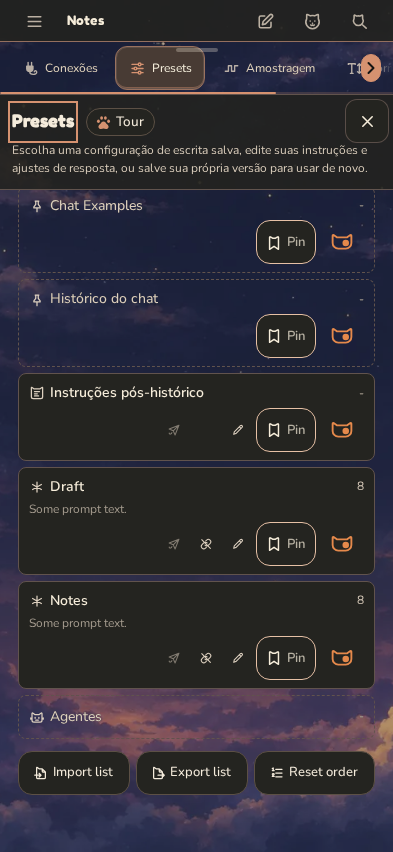 Notes
Conexões
Presets
Amostragem
Presets
Tour
Escolha uma configuração de escrita salva, edite suas instruções e
ajustes de resposta, ou salve sua própria versão para usar de novo.
Chat Examples
-
Pin
Histórico do chat
-
Pin
Instruções pós-histórico
-
Pin
Draft
8
Some prompt text.
Pin
Notes
8
Some prompt text.
Pin
Agentes
-
Import list
Export list
Reset order